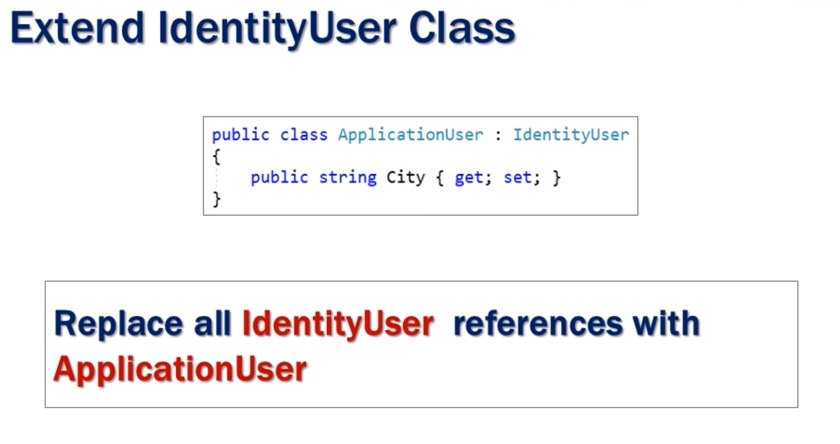 Extend IdentityUser Class
public class ApplicationUser : IdentityUser
{
public string City { get; set; }
}
Replace all IdentityUser references with
ApplicationUser